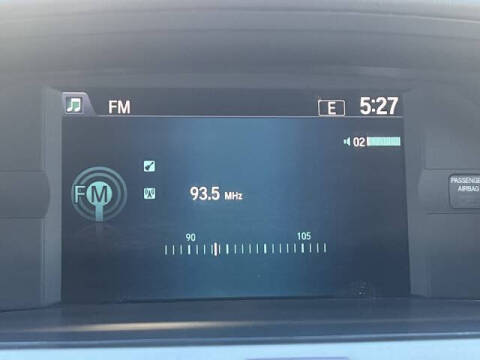 FM E 5:27
02
PASSENGER
AIRBAG
FM
93.5 MHz
90 105